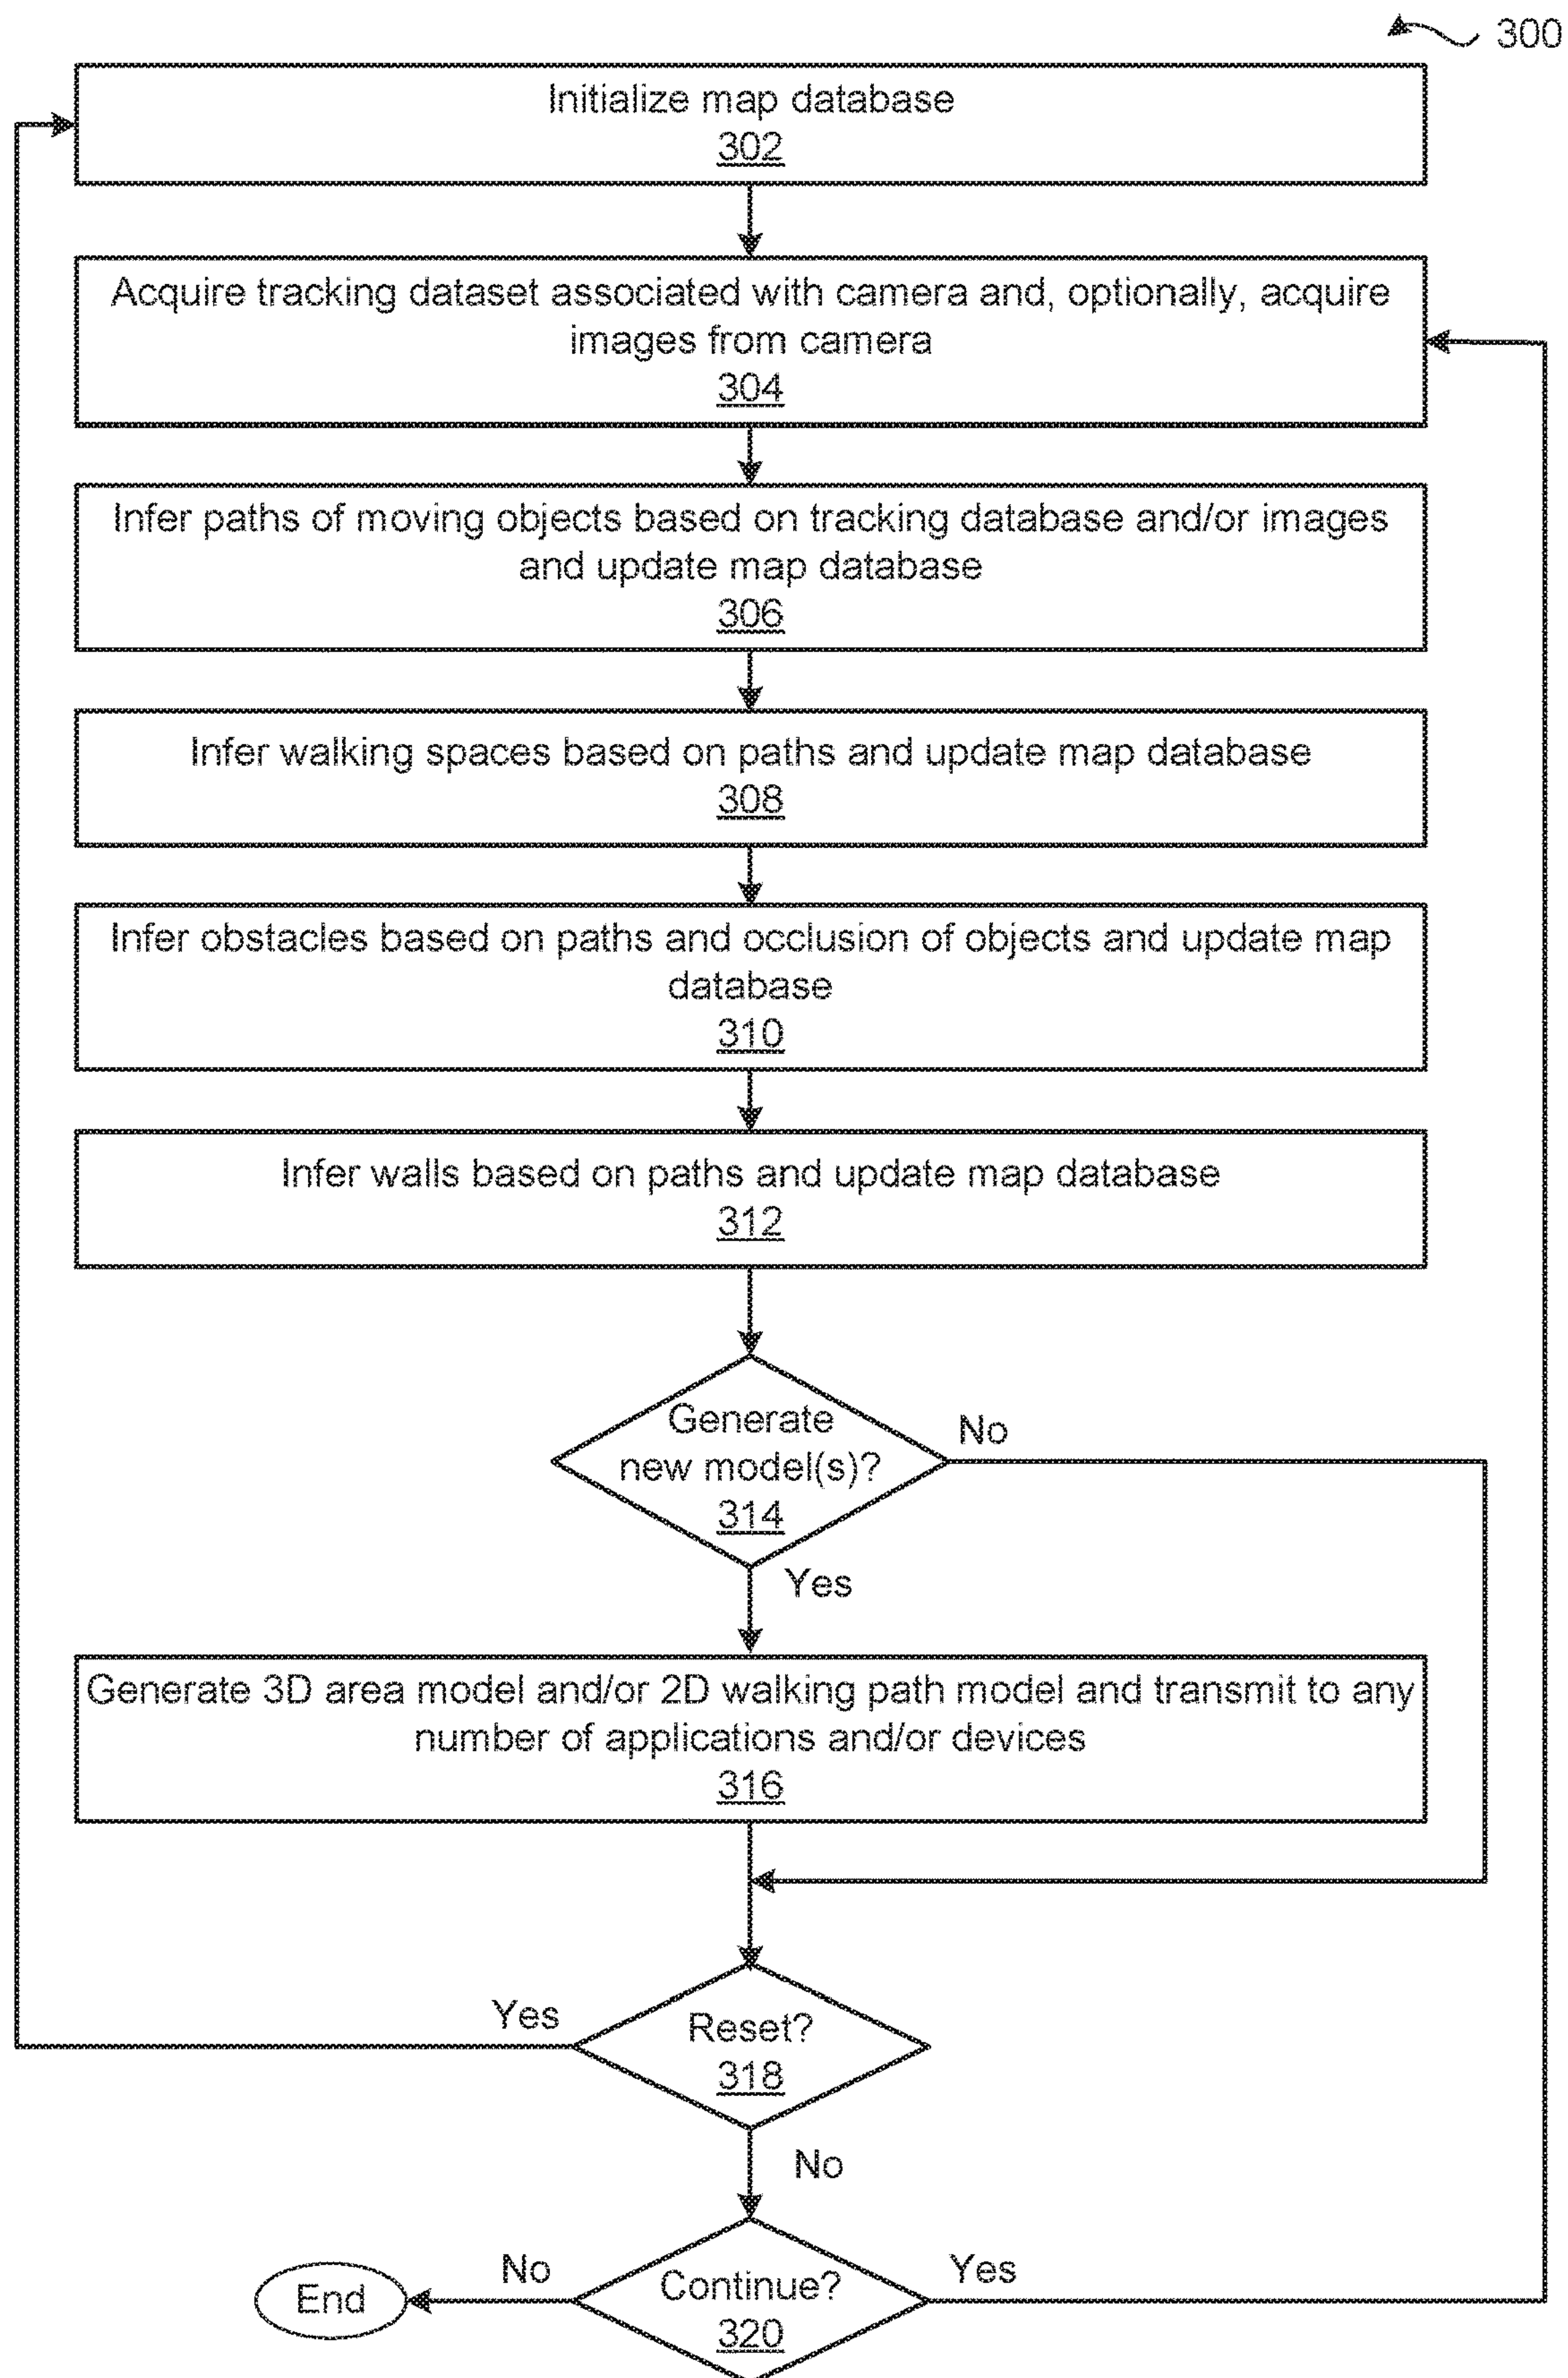 300
Initialize map database
302
Acquire tracking dataset associated with camera and, optionally, acquire
images from camera
304
Infer paths of moving objects based on tracking database and/or images
and update map database
306
Infer walking spaces based on paths and update map database
308
Infer obstacles based on paths and occlusion of objects and update map
database
310
Infer walls based on paths and update map database
312
Generate
new model(s)?
314
No
Yes
Generate 3D area model and/or 2D walking path model and transmit to any
number of applications and/or devices
316
Yes
Reset?
318
No
End
No
Continue?
320
Yes